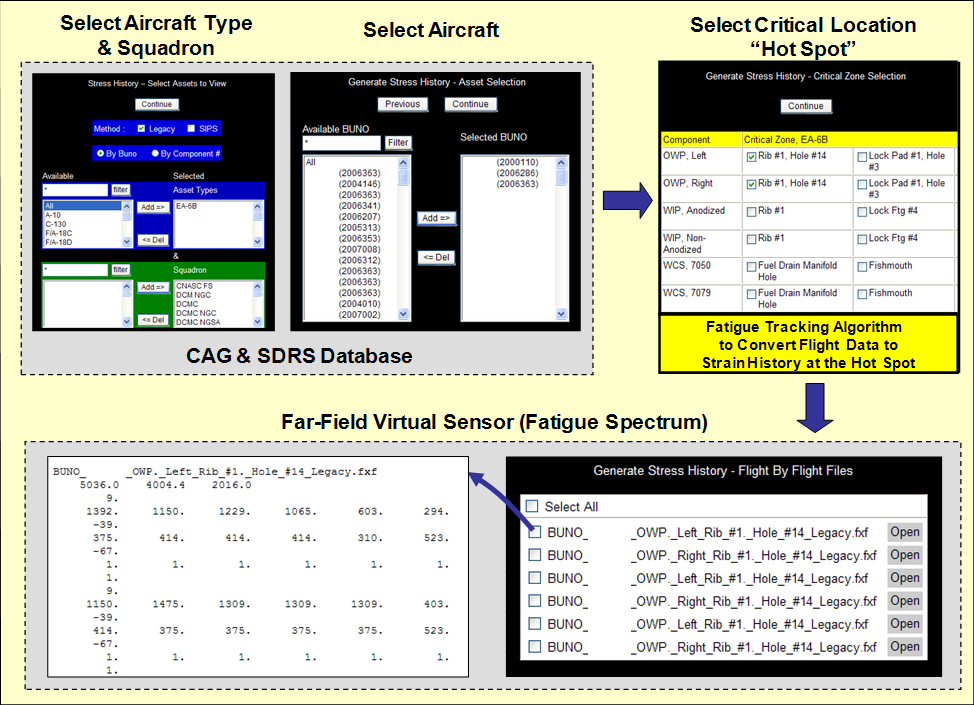 Select Aircraft Type
& Squadron
Select Aircraft
Select Critical Location
“Hot Spot”
Stress History – Select Assets to View
Continue
Method : Legacy SIPS
By Buno By Component #
Available Selected
* filter Asset Types
All
A-10
C-130
F/A-18C
F/A-18D
Add =>
<= Del
EA-6B
&
* filter Squadron
Add =>
<= Del
CNASC FS
DCM NGC
DCMC
DCMC NGC
DCMC NGSA
Generate Stress History - Asset Selection
Previous Continue
Available BUNO
* Filter
Selected BUNO
All
(2006363)
(2004146)
(2006363)
(2006341)
(2006207)
(2005313)
(2006353)
(2007008)
(2006312)
(2006363)
(2006363)
(2006363)
(2004010)
(2007002)
Add =>
<= Del
(2000110)
(2006286)
(2006363)
CAG & SDRS Database
Generate Stress History - Critical Zone Selection
Continue
Component Critical Zone, EA-6B
OWP, Left Rib #1, Hole #14 Lock Pad #1, Hole
#3
OWP, Right Rib #1, Hole #14 Lock Pad #1, Hole
#3
WIP, Anodized Rib #1 Lock Ftg #4
WIP, Non-
Anodized Rib #1 Lock Ftg #4
WCS, 7050 Fuel Drain Manifold
Hole Fishmouth
WCS, 7079 Fuel Drain Manifold
Hole Fishmouth
Fatigue Tracking Algorithm
to Convert Flight Data to
Strain History at the Hot Spot
Far-Field Virtual Sensor (Fatigue Spectrum)
BUNO_ _OWP._Left_Rib_#1._Hole_#14_Legacy.fxf
5036.0 4004.4 2016.0
9.
1392. 1150. 1229. 1065. 603. 294.
-39.
375. 414. 414. 414. 310. 523.
-67.
1. 1. 1. 1. 1. 1.
1.
9.
1150. 1475. 1309. 1309. 1309. 403.
-39.
414. 375. 375. 375. 375. 523.
-67.
1. 1. 1. 1. 1. 1.
1.
Generate Stress History - Flight By Flight Files
Select All
BUNO_ _OWP._Left_Rib_#1._Hole_#14_Legacy.fxf Open
BUNO_ _OWP._Right_Rib_#1._Hole_#14_Legacy.fxf Open
BUNO_ _OWP._Left_Rib_#1._Hole_#14_Legacy.fxf Open
BUNO_ _OWP._Right_Rib_#1._Hole_#14_Legacy.fxf Open
BUNO_ _OWP._Left_Rib_#1._Hole_#14_Legacy.fxf Open
BUNO_ _OWP._Right_Rib_#1._Hole_#14_Legacy.fxf Open